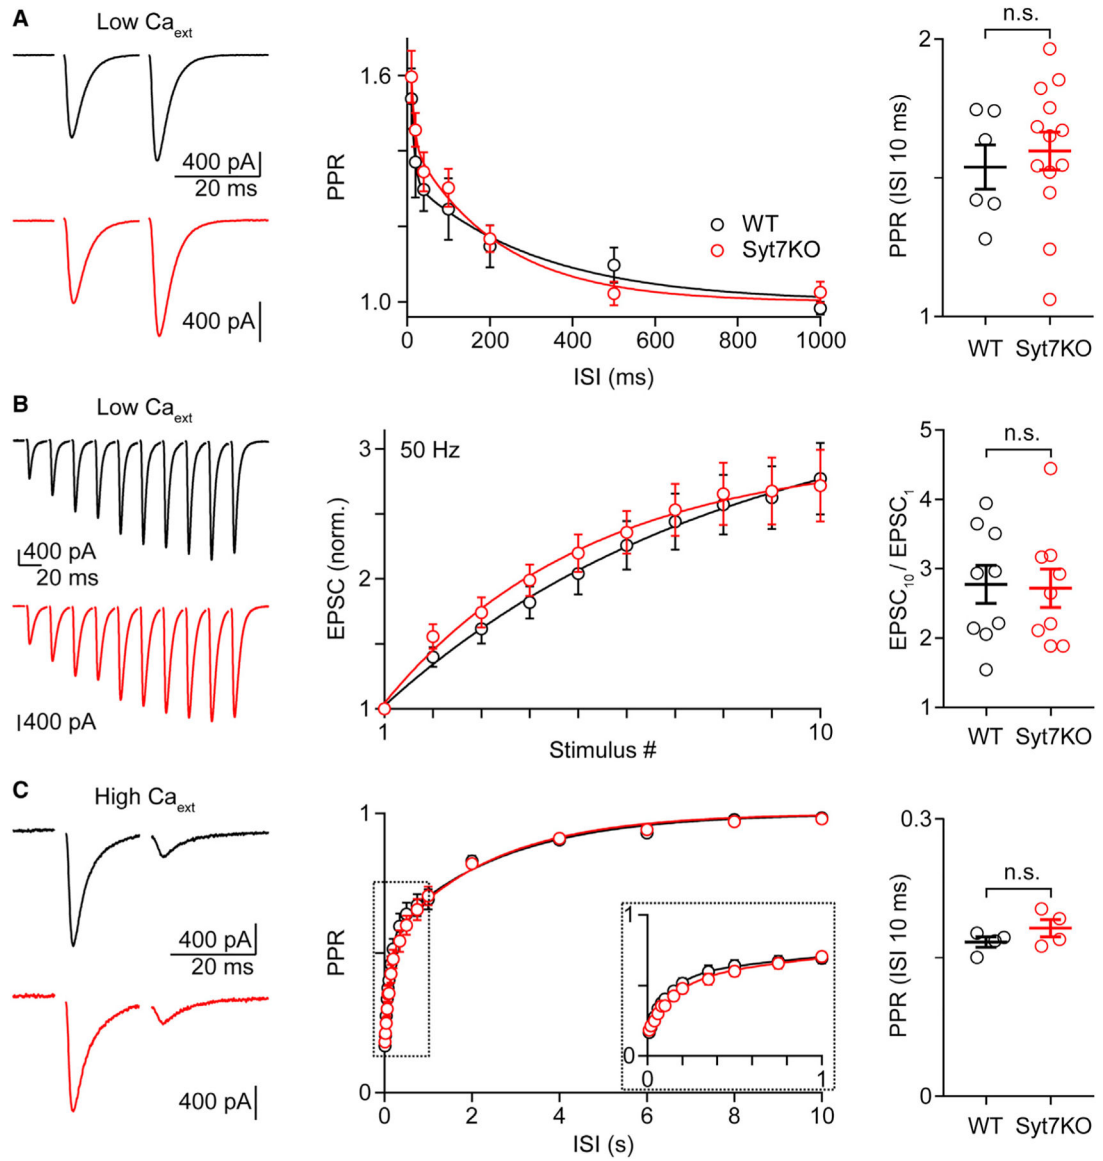 A
Low Ca_ext
400 pA
20 ms
400 pA
PPR
1.6
1.0
0 200 400 600 800 1000
ISI (ms)
WT
Syt7KO
n.s.
PPR (ISI 10 ms)
2
1
WT Syt7KO
B
Low Ca_ext
400 pA
20 ms
400 pA
50 Hz
EPSC (norm.)
3
2
1
1 10
Stimulus #
n.s.
EPSC_10 / EPSC_1
5
4
3
2
1
WT Syt7KO
C
High Ca_ext
400 pA
20 ms
400 pA
PPR
1
0
0 2 4 6 8 10
ISI (s)
1
0
0 1
n.s.
PPR (ISI 10 ms)
0.3
0
WT Syt7KO